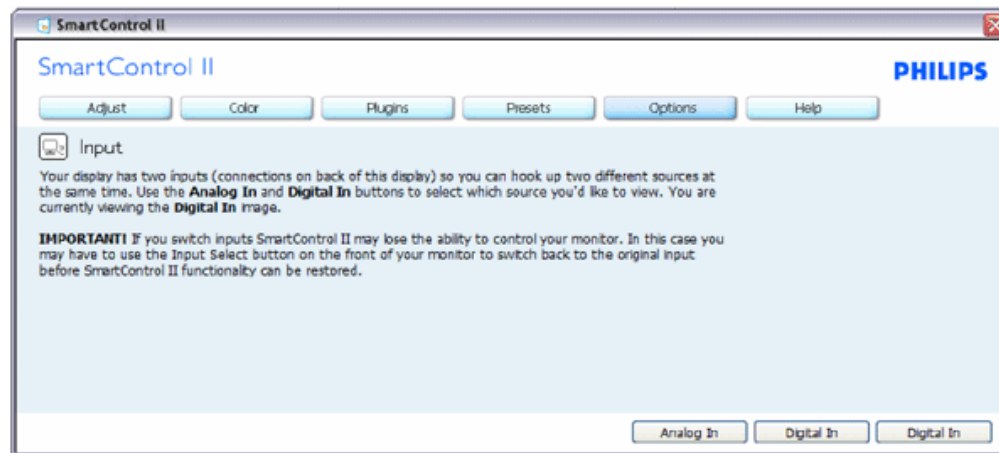 SmartControl II
SmartControl II
PHILIPS
Adjust Color Plugins Presets Options Help
Input
Your display has two inputs (connections on back of this display) so you can hook up two different sources at
the same time. Use the Analog In and Digital In buttons to select which source you'd like to view. You are
currently viewing the Digital In image.
IMPORTANT! If you switch inputs SmartControl II may lose the ability to control your monitor. In this case you
may have to use the Input Select button on the front of your monitor to switch back to the original input
before SmartControl II functionality can be restored.
Analog In Digital In Digital In